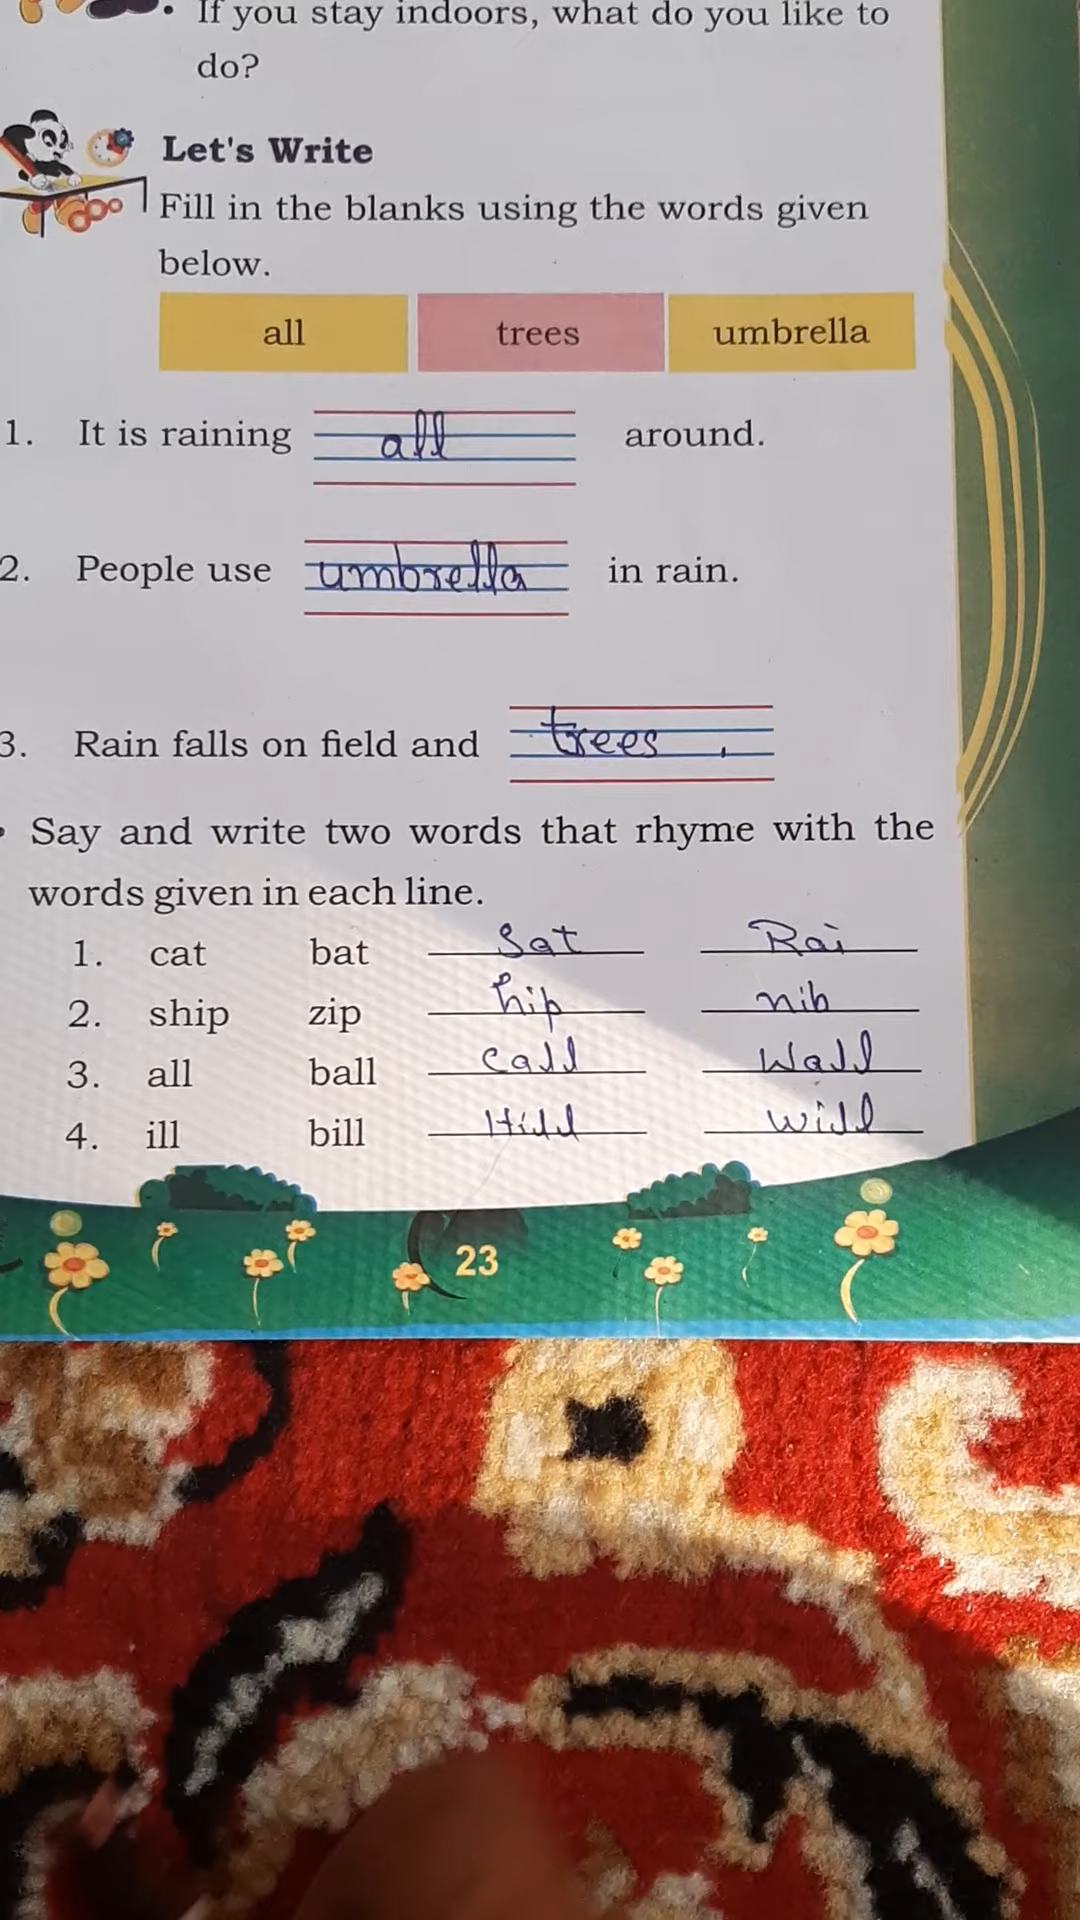 • If you stay indoors, what do you like to
do?
Let's Write
Fill in the blanks using the words given
below.
all trees umbrella
1. It is raining all around.
2. People use umbrella in rain.
3. Rain falls on field and trees .
• Say and write two words that rhyme with the
words given in each line.
1. cat bat Sat
2. ship zip hip
3. all ball Call Wall
4. ill bill Hill will
23